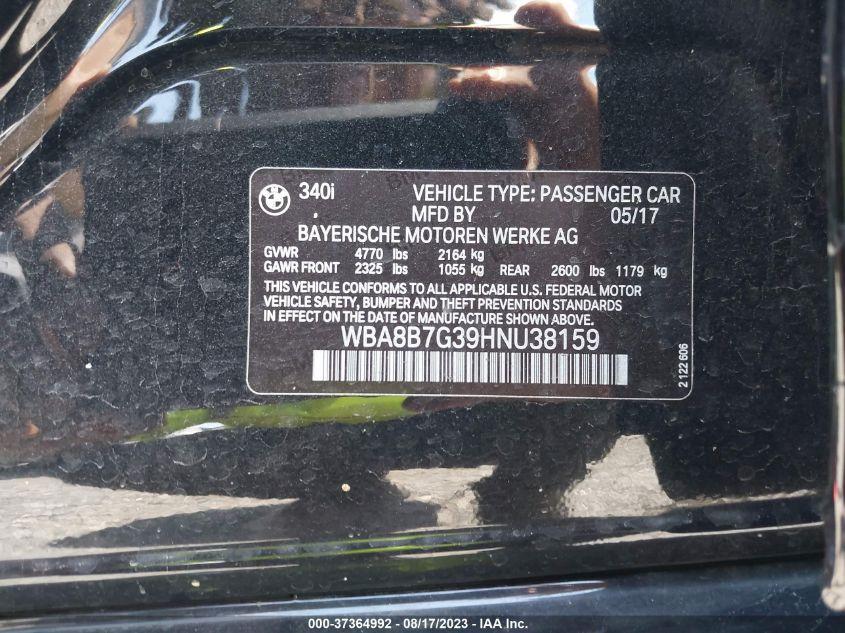 340i VEHICLE TYPE: PASSENGER CAR
MFD BY 05/17
BAYERISCHE MOTOREN WERKE AG
GVWR 4770 lbs 2164 kg
GAWR FRONT 2325 lbs 1055 kg REAR 2600 lbs 1179 kg
THIS VEHICLE CONFORMS TO ALL APPLICABLE U.S. FEDERAL MOTOR
VEHICLE SAFETY, BUMPER AND THEFT PREVENTION STANDARDS
IN EFFECT ON THE DATE OF MANUFACTURE SHOWN ABOVE.
WBA8B7G39HNU38159
2 122 606
000-37364992 - 08/17/2023 - IAA Inc.